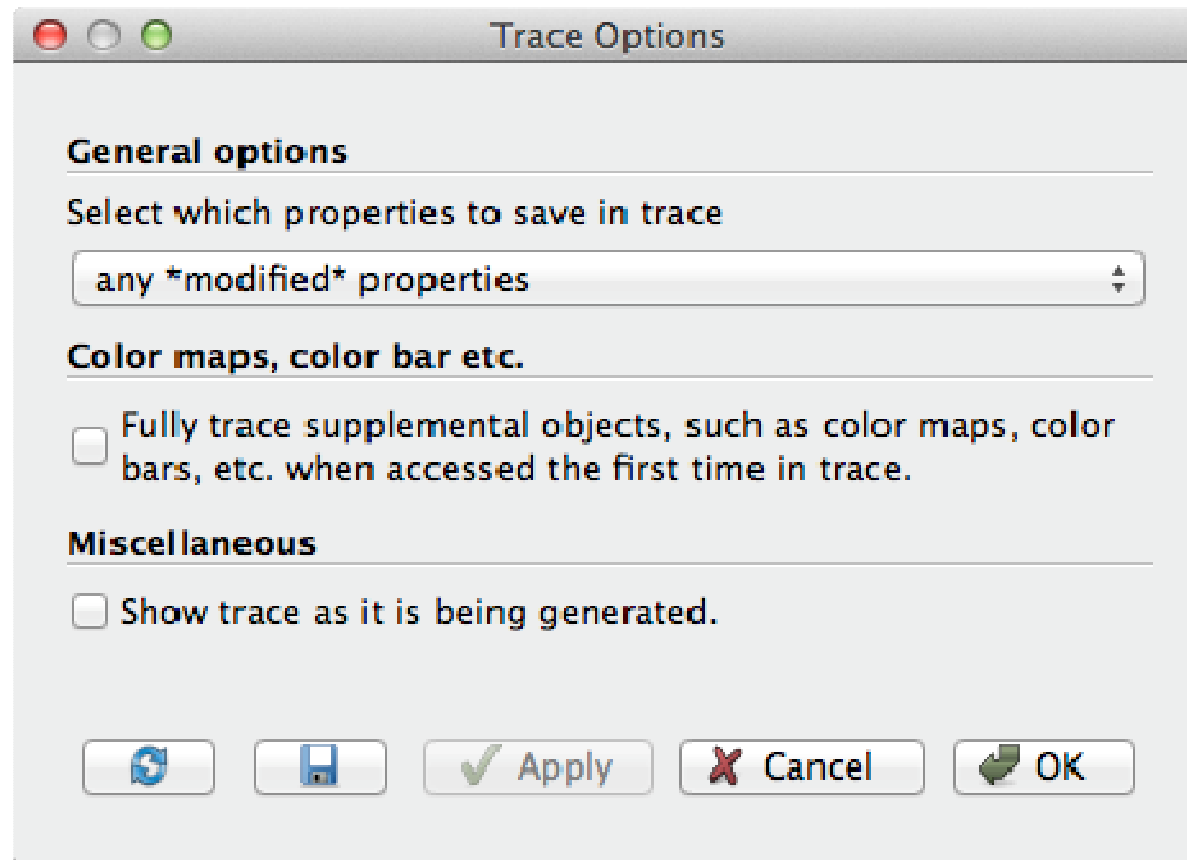 Trace Options
General options
Select which properties to save in trace
any *modified* properties
Color maps, color bar etc.
Fully trace supplemental objects, such as color maps, color
bars, etc. when accessed the first time in trace.
Miscellaneous
Show trace as it is being generated.
Apply
Cancel
OK